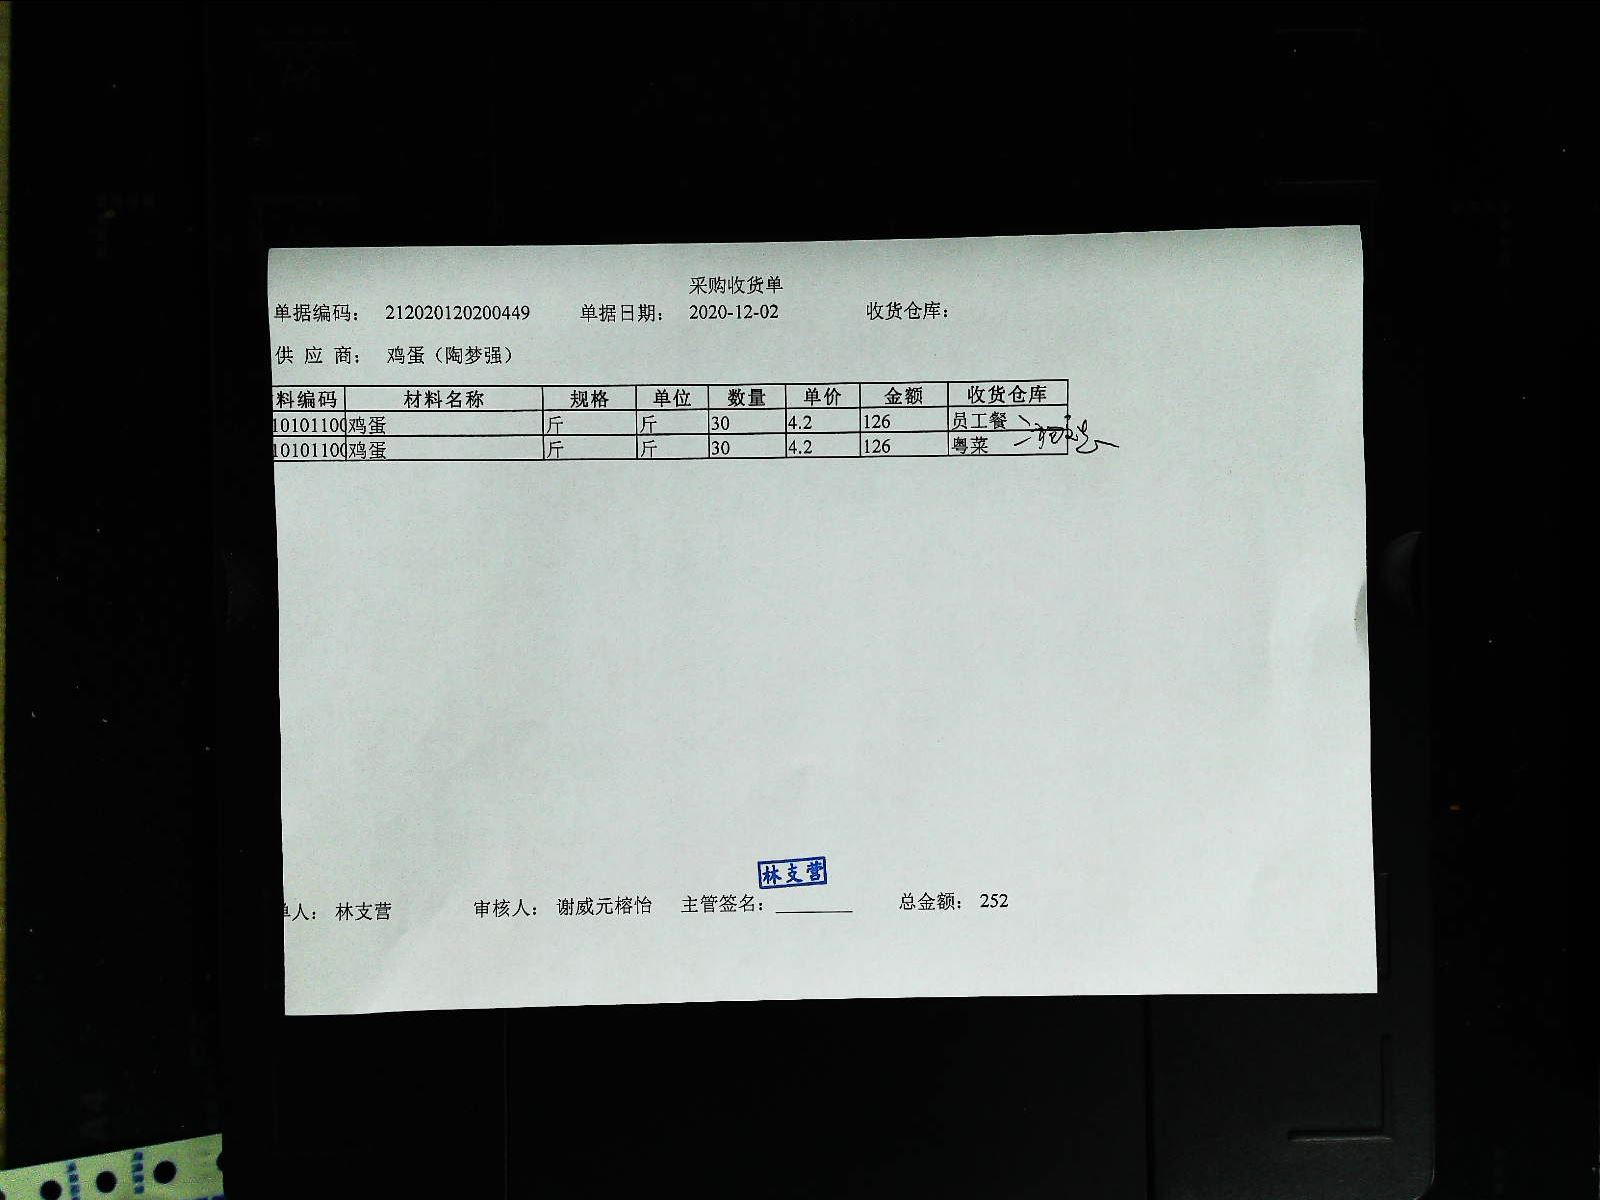 采购收货单
单据编码： 212020120200449 单据日期： 2020-12-02 收货仓库：
供 应 商： 鸡蛋（陶梦强）
料编码 材料名称 规格 单位 数量 单价 金额 收货仓库
10101100 鸡蛋 斤 斤 30 4.2 126 员工餐
10101100 鸡蛋 斤 斤 30 4.2 126 粤菜
林支营
单人： 林支营 审核人： 谢威元榕怡 主管签名：________ 总金额： 252